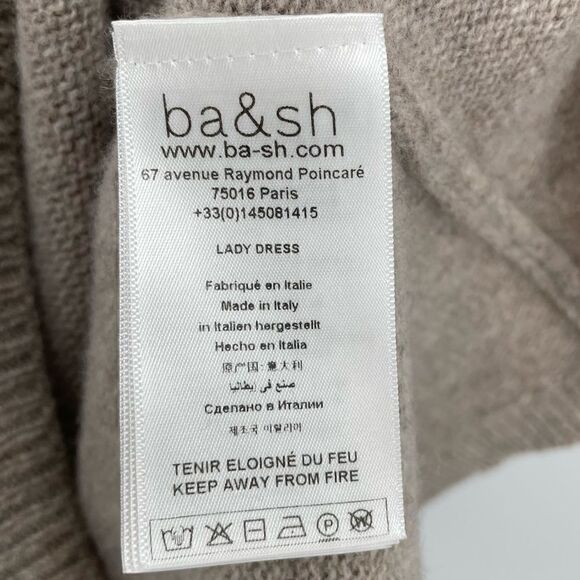 ba&sh
www.ba-sh.com
67 avenue Raymond Poincaré
75016 Paris
+33(0)145081415
LADY DRESS
Fabriqué en Italie
Made in Italy
in Italien hergestellt
Hecho en Italia
原产国:意大利
صنع في إيطاليا
Сделано в Италии
제조국 이탈리아
TENIR ELOIGNÉ DU FEU
KEEP AWAY FROM FIRE
P W